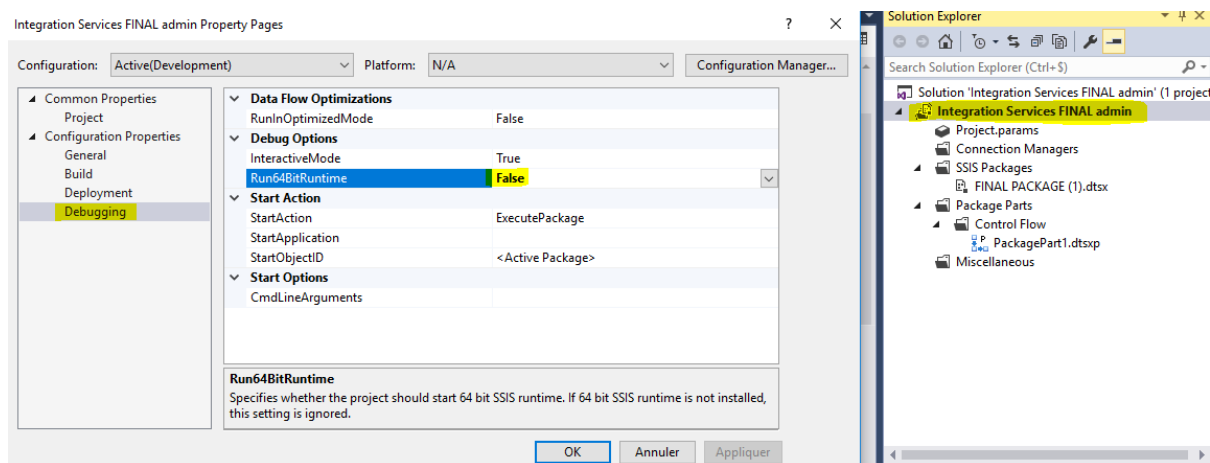 Integration Services FINAL admin Property Pages
? ×
Configuration: Active(Development) Platform: N/A Configuration Manager...
Common Properties
Project
Configuration Properties
General
Build
Deployment
Debugging
Data Flow Optimizations
RunInOptimizedMode False
Debug Options
InteractiveMode True
Run64BitRuntime False
Start Action
StartAction ExecutePackage
StartApplication
StartObjectID <Active Package>
Start Options
CmdLineArguments
Run64BitRuntime
Specifies whether the project should start 64 bit SSIS runtime. If 64 bit SSIS runtime is not installed,
this setting is ignored.
OK Annuler Appliquer
Solution Explorer
Search Solution Explorer (Ctrl+$)
Solution 'Integration Services FINAL admin' (1 project
Integration Services FINAL admin
Project.params
Connection Managers
SSIS Packages
FINAL PACKAGE (1).dtsx
Package Parts
Control Flow
PackagePart1.dtsxp
Miscellaneous